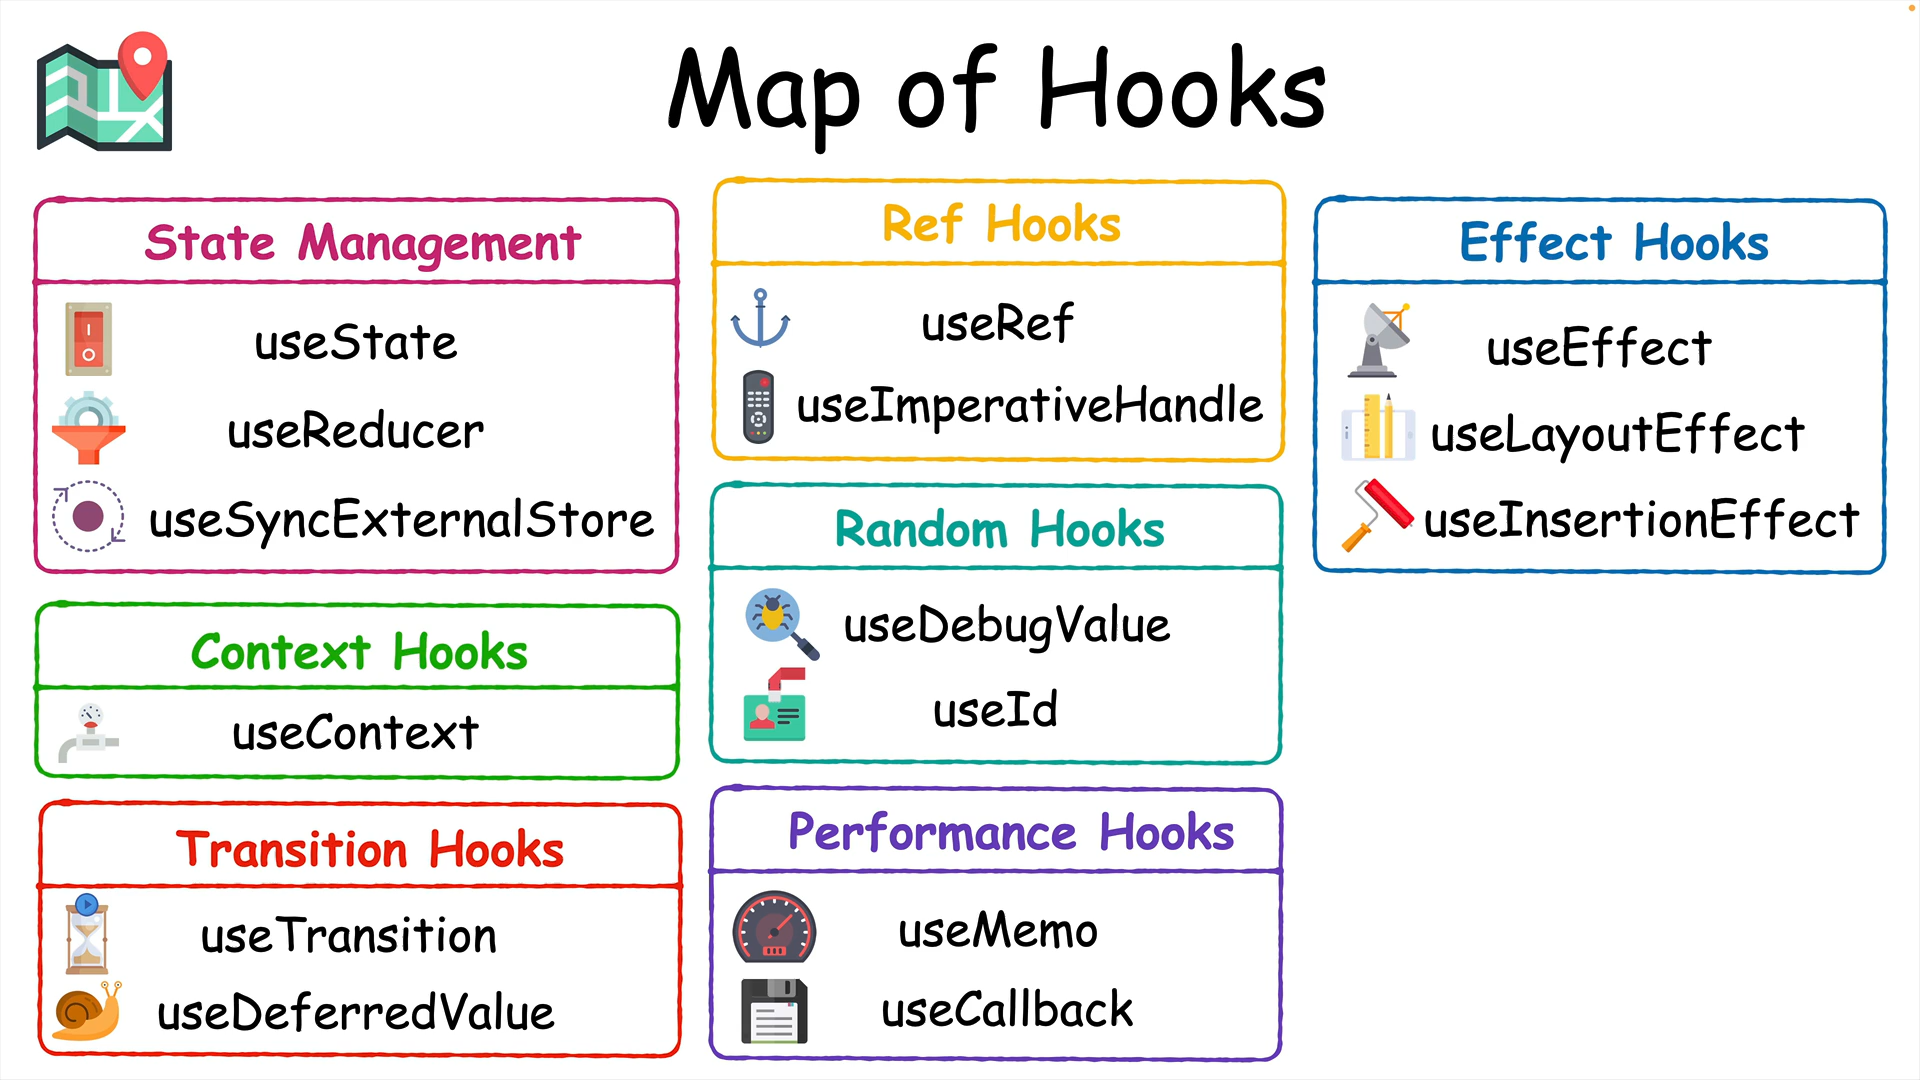 Map of Hooks
State Management
useState
useReducer
useSyncExternalStore
Context Hooks
useContext
Transition Hooks
useTransition
useDeferredValue
Ref Hooks
useRef
useImperativeHandle
Random Hooks
useDebugValue
useId
Performance Hooks
useMemo
useCallback
Effect Hooks
useEffect
useLayoutEffect
useInsertionEffect